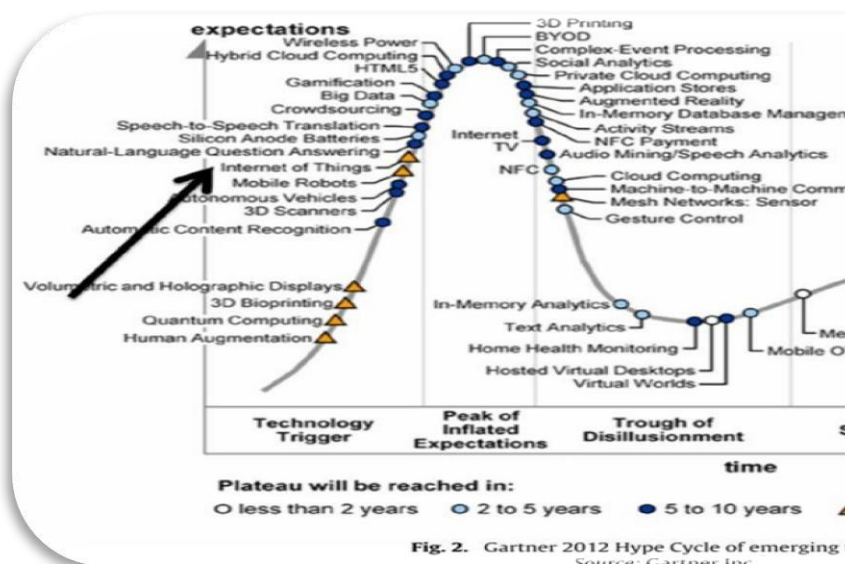 expectations
Wireless Power
Hybrid Cloud Computing
HTML5
Gamification
Big Data
Crowdsourcing
Speech-to-Speech Translation
Silicon Anode Batteries
Natural-Language Question Answering
Internet of Things
Mobile Robots
Autonomous Vehicles
3D Scanners
Automatic Content Recognition
Volumetric and Holographic Displays
3D Bioprinting
Quantum Computing
Human Augmentation
3D Printing
BYOD
Complex-Event Processing
Social Analytics
Private Cloud Computing
Application Stores
Augmented Reality
In-Memory Database Managem
Activity Streams
NFC Payment
Internet
TV
Audio Mining/Speech Analytics
NFC
Cloud Computing
Machine-to-Machine Comm
Mesh Networks: Sensor
Gesture Control
In-Memory Analytics
Text Analytics
Home Health Monitoring
Hosted Virtual Desktops
Virtual Worlds
Mobile O
Me
Technology
Trigger
Peak of
Inflated
Expectations
Trough of
Disillusionment
S
time
Plateau will be reached in:
less than 2 years 2 to 5 years 5 to 10 years
Fig. 2. Gartner 2012 Hype Cycle of emerging
Source: Gartner Inc.